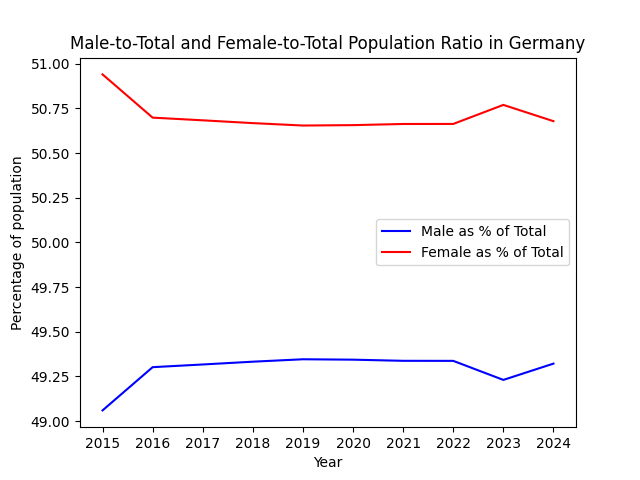 Male-to-Total and Female-to-Total Population Ratio in Germany
51.00
50.75
50.50
50.25
50.00
49.75
49.50
49.25
49.00
Percentage of population
Male as % of Total
Female as % of Total
2015 2016 2017 2018 2019 2020 2021 2022 2023 2024
Year